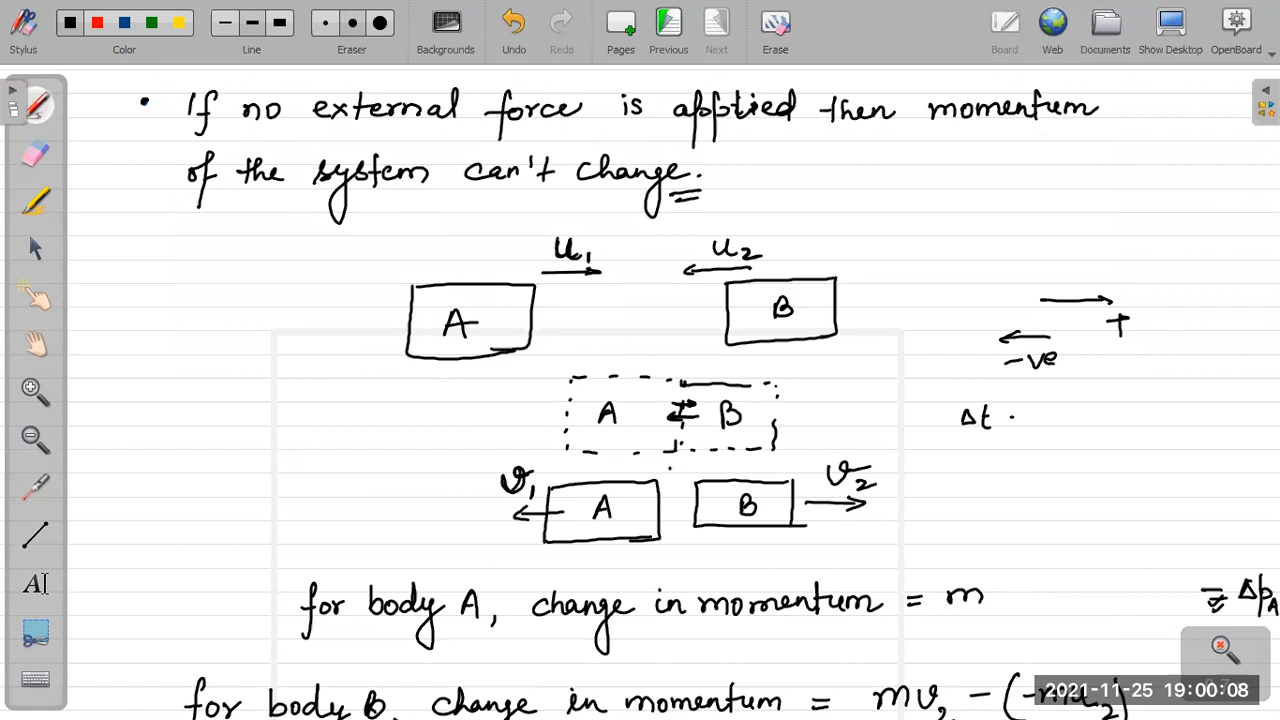 Stylus
Color
Line
Eraser
Backgrounds
Undo
Redo
Pages
Previous
Next
Erase
Board
Web
Documents
Show Desktop
OpenBoard
• If no external force is applied then momentum
of the system can't change.
u1 u2
A B
+
-ve
A B
Δt
v1 v2
A B
for body A, change in momentum = m = ΔpA
for body B, change in momentum = mv2 - (-mu2)
2021-11-25 19:00:08